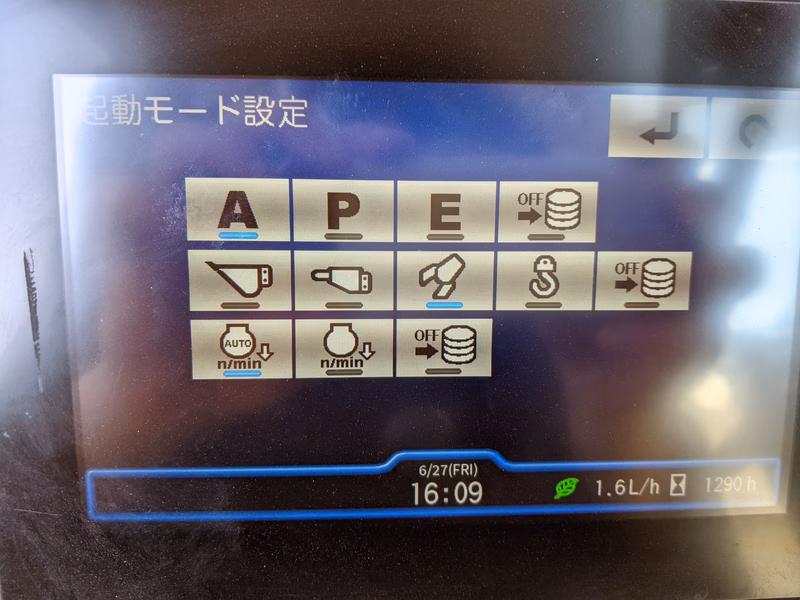 起動モード設定
A P E OFF
OFF
AUTO n/min n/min OFF
6/27(FRI)
16:09 1.6L/h 1290h